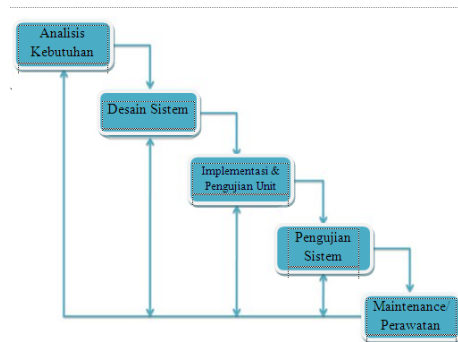 Analisis
Kebutuhan
Desain Sistem
Implementasi &
Pengujian Unit
Pengujian
Sistem
Maintenance/
Perawatan